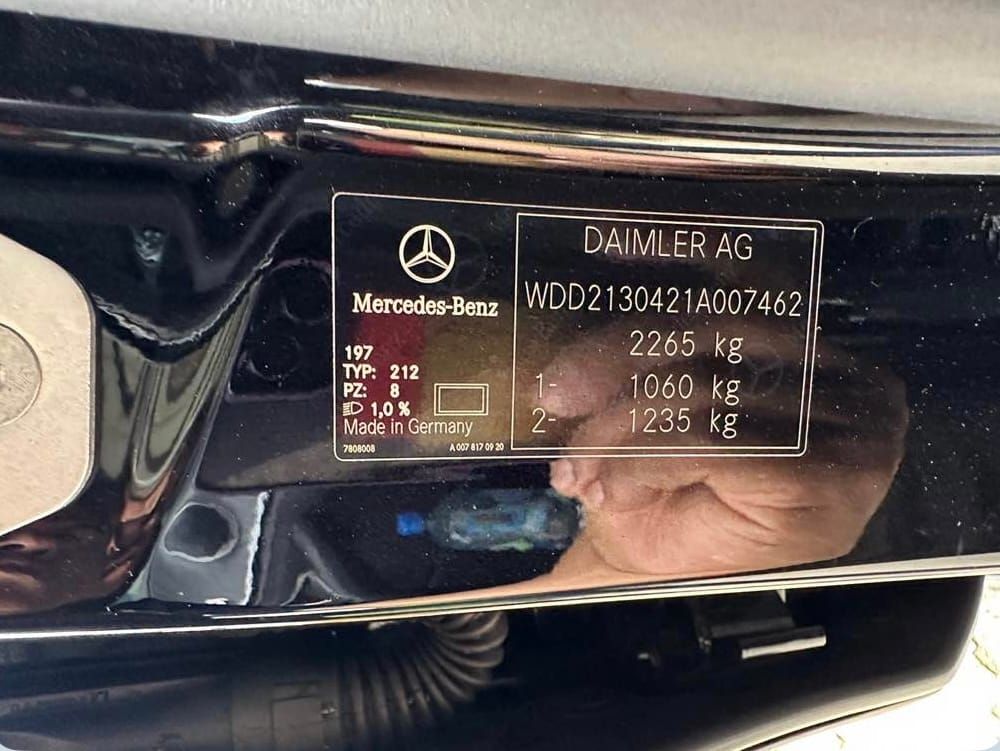 Mercedes-Benz
197
TYP: 212
PZ: 8
1,0 %
Made in Germany
7808008
A 007 817 09 20
DAIMLER AG
WDD2130421A007462
2265 kg
1- 1060 kg
2- 1235 kg